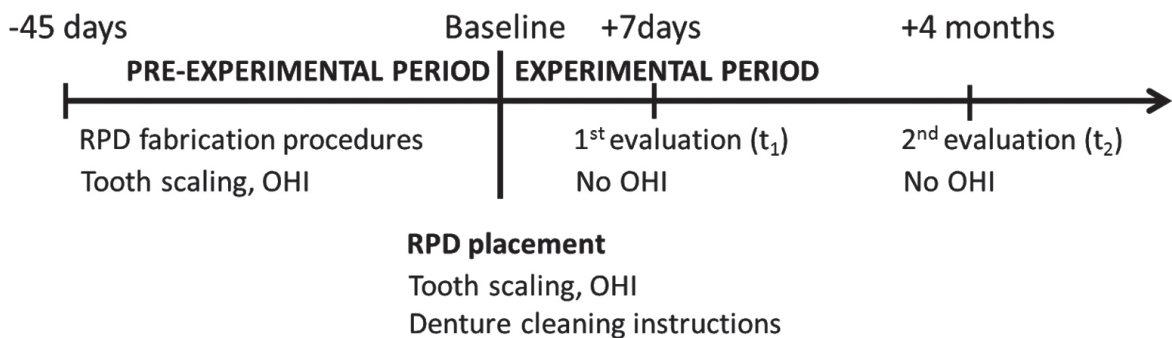 -45 days Baseline +7days +4 months
PRE-EXPERIMENTAL PERIOD EXPERIMENTAL PERIOD
RPD fabrication procedures 1st evaluation (t1) 2nd evaluation (t2)
Tooth scaling, OHI No OHI No OHI
RPD placement
Tooth scaling, OHI
Denture cleaning instructions